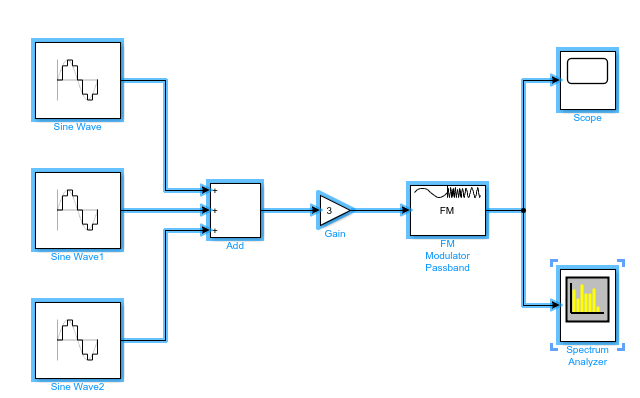 Sine Wave
Scope
Sine Wave1
+
+
+
Add
3
Gain
FM
FM
Modulator
Passband
Sine Wave2
Spectrum
Analyzer